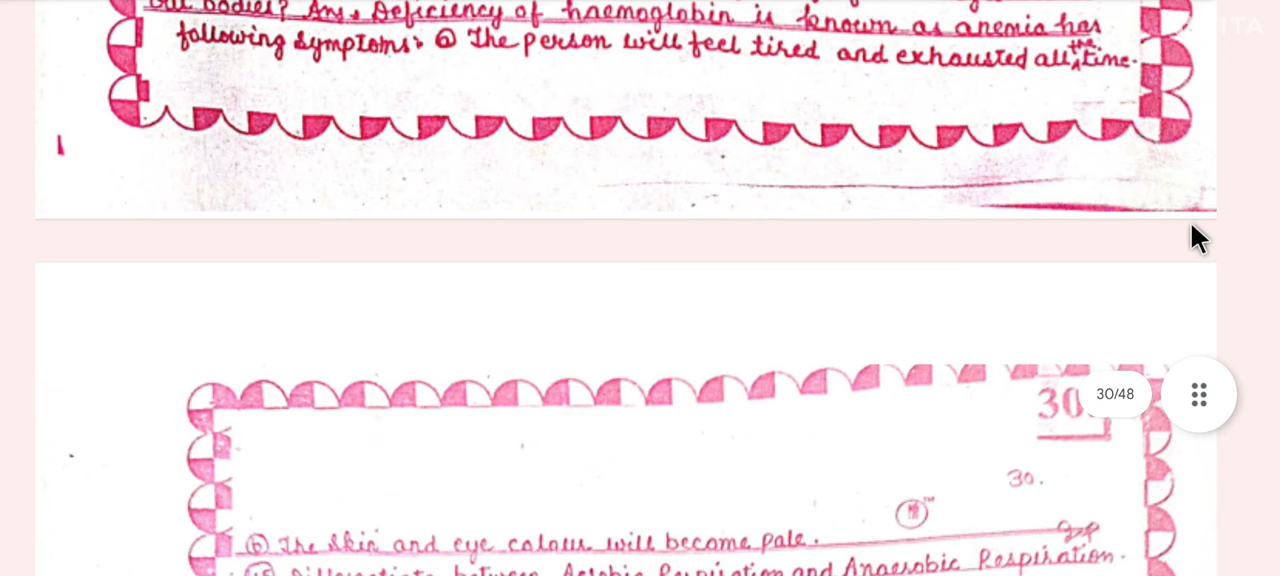 our bodies? Ans. Deficiency of haemoglobin is known as anemia has
following symptoms: ⓐ The person will feel tired and exhausted all the time.
30
30/48
30.
ⓑ The skin and eye colour will become pale.
Differentiate between Aerobic Respiration and Anaerobic Respiration.